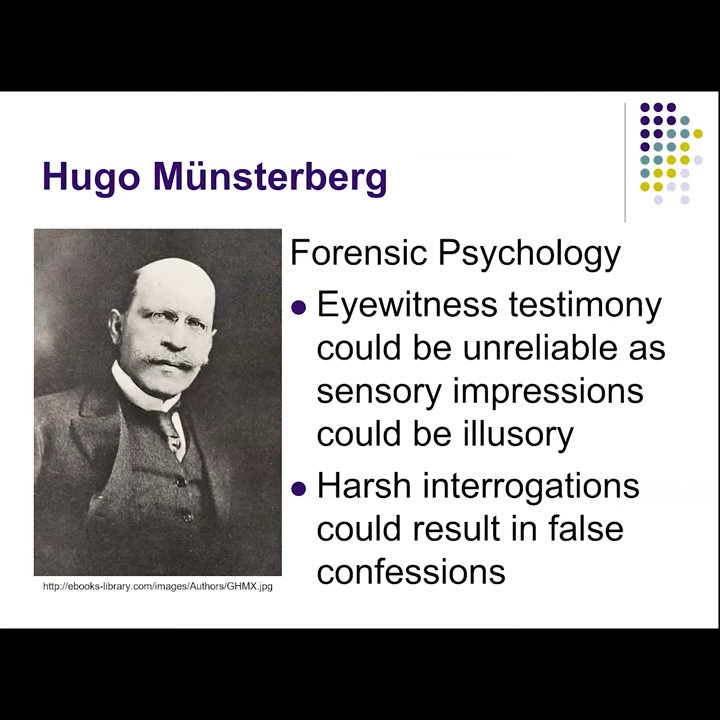 Hugo Münsterberg
Forensic Psychology
Eyewitness testimony
could be unreliable as
sensory impressions
could be illusory
Harsh interrogations
could result in false
confessions
http://ebooks-library.com/images/Authors/GHMX.jpg